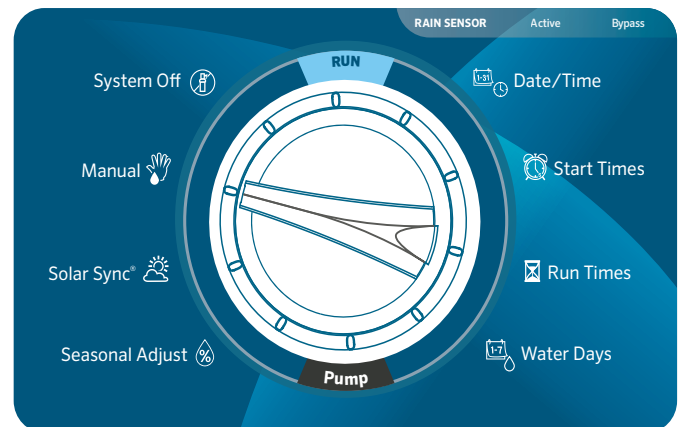 RAIN SENSOR Active Bypass
RUN
System Off
1-31 Date/Time
Manual
Start Times
Solar Sync®
Run Times
Seasonal Adjust %
1-7 Water Days
Pump